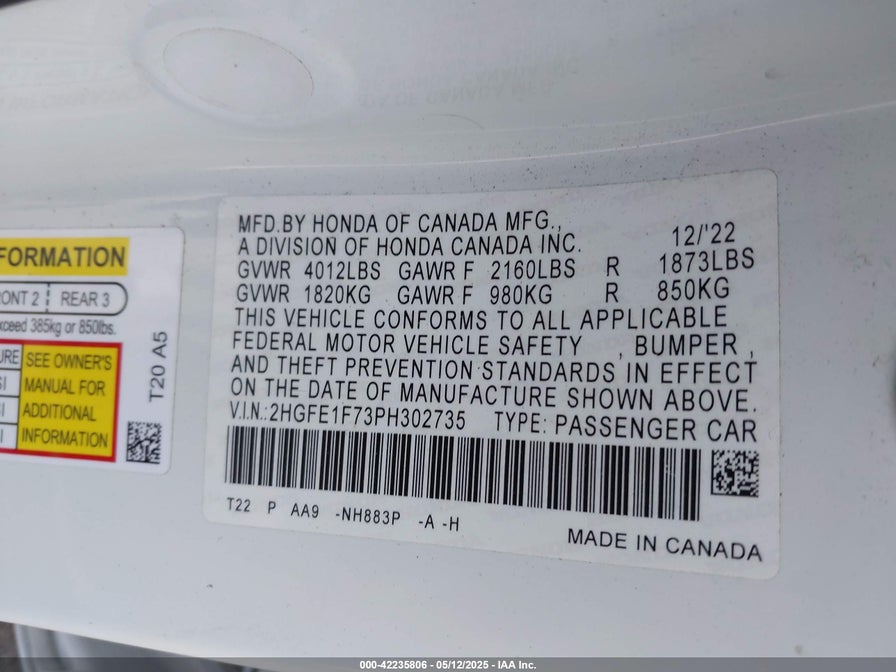 FORMATION
RONT 2 | REAR 3
xceed 385kg or 850lbs.
URE SEE OWNER'S
SI MANUAL FOR
SI ADDITIONAL
I INFORMATION
T20 A5
MFD.BY HONDA OF CANADA MFG.,
A DIVISION OF HONDA CANADA INC. 12/'22
GVWR 4012LBS GAWR F 2160LBS R 1873LBS
GVWR 1820KG GAWR F 980KG R 850KG
THIS VEHICLE CONFORMS TO ALL APPLICABLE
FEDERAL MOTOR VEHICLE SAFETY , BUMPER ,
AND THEFT PREVENTION STANDARDS IN EFFECT
ON THE DATE OF MANUFACTURE SHOWN ABOVE.
V.I.N.:2HGFE1F73PH302735 TYPE: PASSENGER CAR
T22 P AA9 -NH883P -A -H
MADE IN CANADA
000-42235806 - 05/12/2025 - IAA Inc.